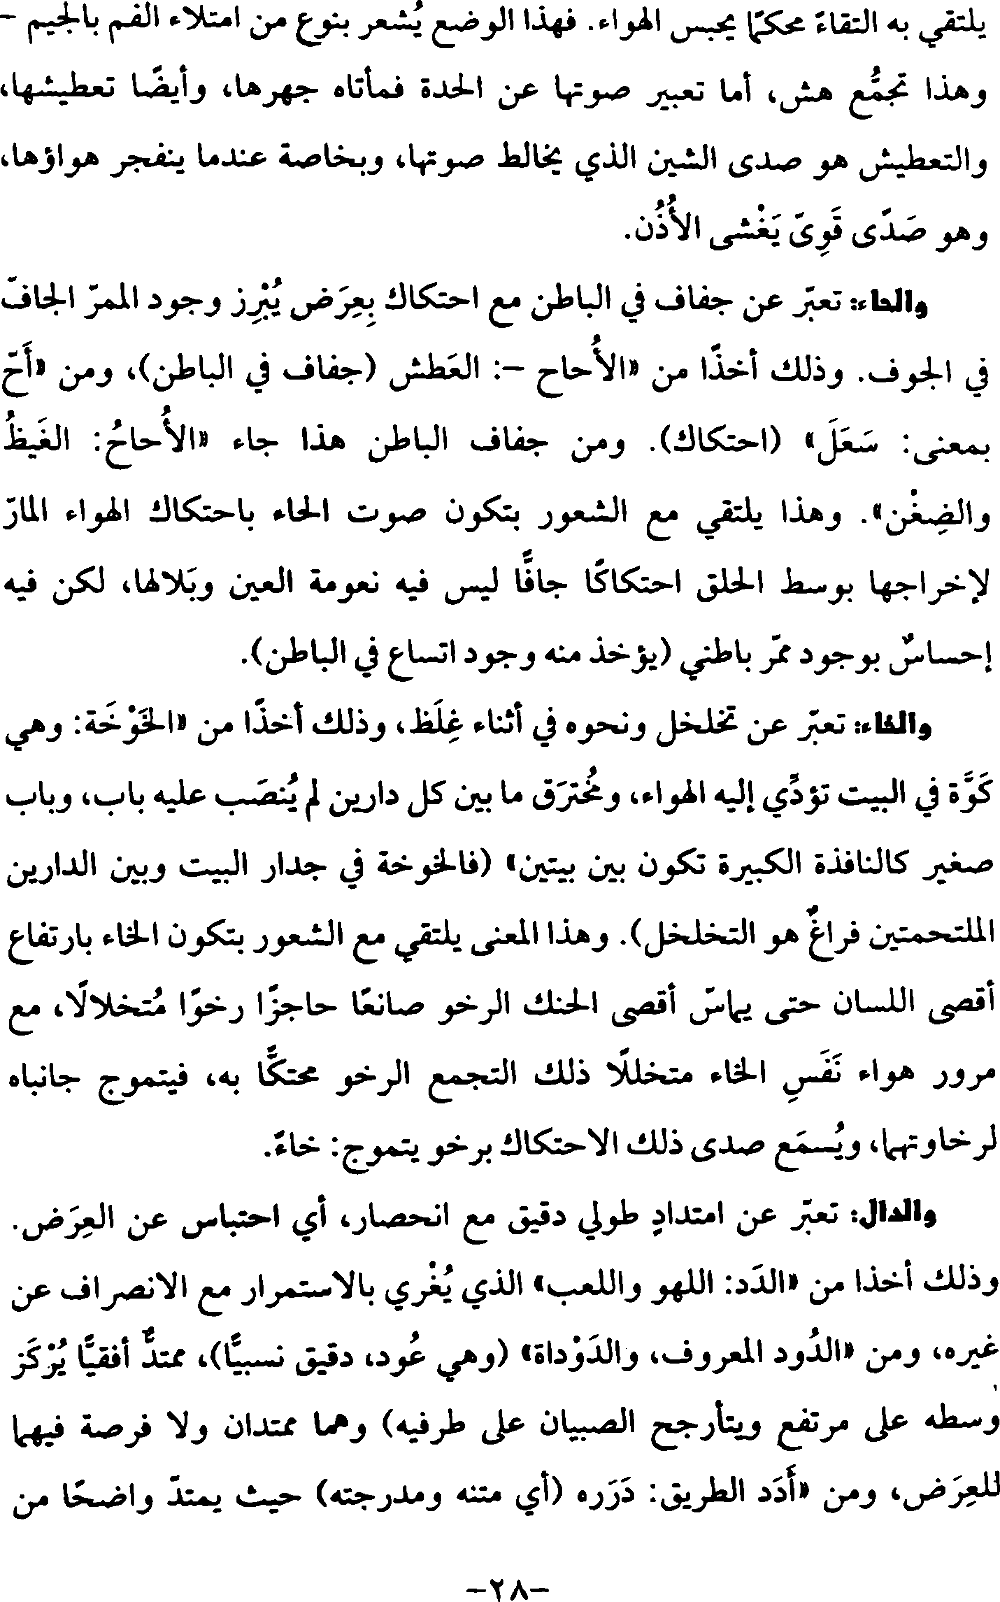 يلتقي به التقاءً محكمًا يحبس الهواء. فهذا الوضع يُشعر بنوع من امتلاء الفم بالجيم –
وهذا تجمُّع هش، أما تعبير صوتها عن الحدة فمأتاه جهرها، وأيضًا تعطيشها،
والتعطيش هو صدى الشين الذي يخالط صوتها، وبخاصة عندما ينفجر هواؤها،
وهو صَدًى قَوِىّ يَغْشى الأُذُن.
والحاء: تعبّر عن جفاف في الباطن مع احتكاك بِعِرَض يُبْرِز وجود الممرّ الجافّ
في الجوف. وذلك أخذًا من «الأُحاح –: العَطش (جفاف في الباطن)، ومن «أَحّ
بمعنى: سَعَلَ» (احتكاك). ومن جفاف الباطن هذا جاء «الأُحاحُ: الغَيظُ
والضِغْن». وهذا يلتقي مع الشعور بتكون صوت الحاء باحتكاك الهواء المارّ
لإخراجها بوسط الحلق احتكاكًا جافًّا ليس فيه نعومة العين وبَلالها، لكن فيه
إحساسٌ بوجود ممّر باطني (يؤخذ منه وجود اتساع في الباطن).
والخاء: تعبّر عن تخلخل ونحوه في أثناء غِلَظ، وذلك أخذًا من «الخَوْخَة: وهي
كَوَّة في البيت تؤدِّي إليه الهواء، ومُخترَق ما بين كل دارين لم يُنصَب عليه باب، وباب
صغير كالنافذة الكبيرة تكون بين بيتين» (فالخوخة في جدار البيت وبين الدارين
الملتحمتين فراغٌ هو التخلخل). وهذا المعنى يلتقي مع الشعور بتكون الخاء بارتفاع
أقصى اللسان حتى يماسّ أقصى الحنك الرخو صانعًا حاجزًا رخوًا مُتخلالًا، مع
مرور هواء نَفَسِ الخاء متخللًا ذلك التجمع الرخو محتكًّا به، فيتموج جانباه
لرخاوتهما، ويُسمَع صدى ذلك الاحتكاك برخو يتموج: خاءً.
والدال: تعبّر عن امتدادٍ طولي دقيق مع انحصار، أي احتباس عن العِرَض.
وذلك أخذا من «الدَد: اللهو واللعب» الذي يُغْري بالاستمرار مع الانصراف عن
غيره، ومن «الدُود المعروف، والدَوْداة» (وهي عُود، دقيق نسبيًّا)، ممتدٌّ أفقيًّا يُرْكَز
وسطه على مرتفع ويتأرجح الصبيان على طرفيه) وهما ممتدان ولا فرصة فيهما
للعِرَض، ومن «أَدَد الطريق: دَرَره (أي متنه ومدرجته) حيث يمتدّ واضحًا من
–٢٨–